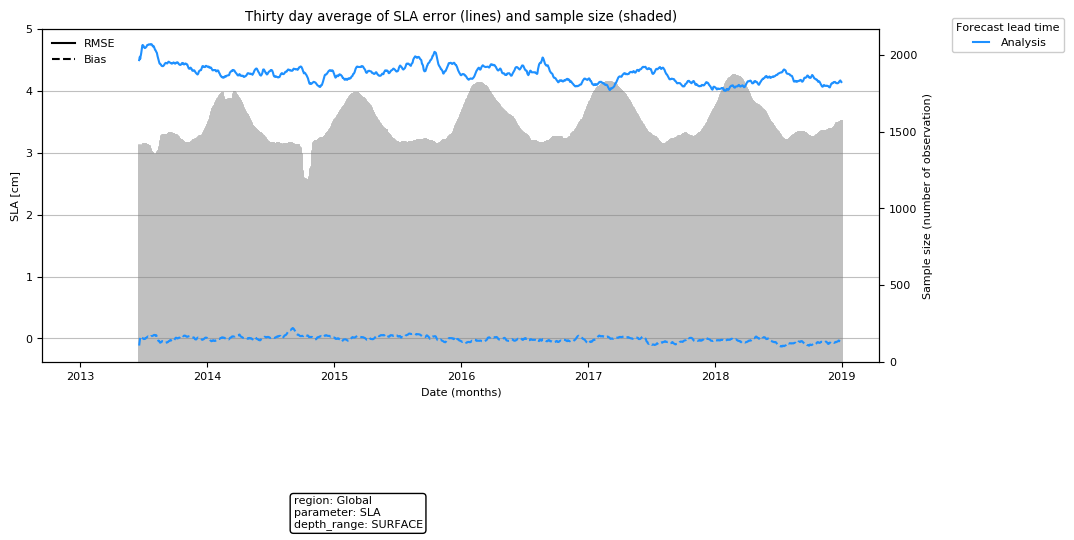 Thirty day average of SLA error (lines) and sample size (shaded)
Forecast lead time
Analysis
RMSE
Bias
5
4
3
2
1
0
SLA [cm]
2000
1500
1000
500
0
Sample size (number of observation)
2013 2014 2015 2016 2017 2018 2019
Date (months)
region: Global
parameter: SLA
depth_range: SURFACE